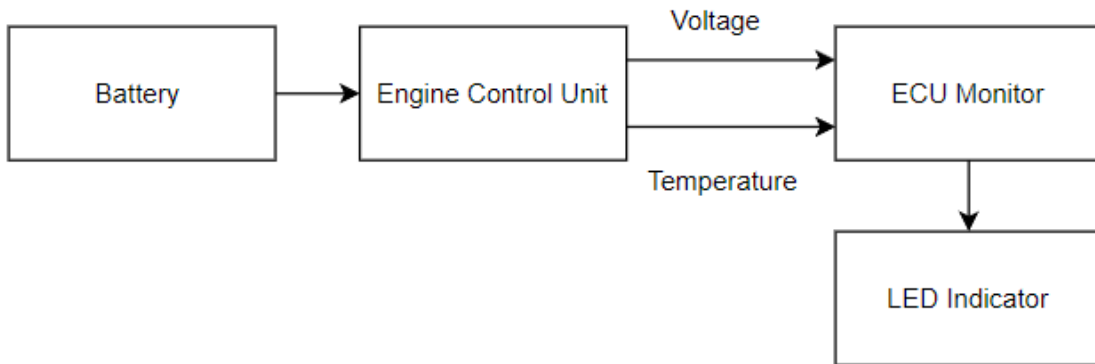 Voltage
Battery
Engine Control Unit
ECU Monitor
Temperature
LED Indicator